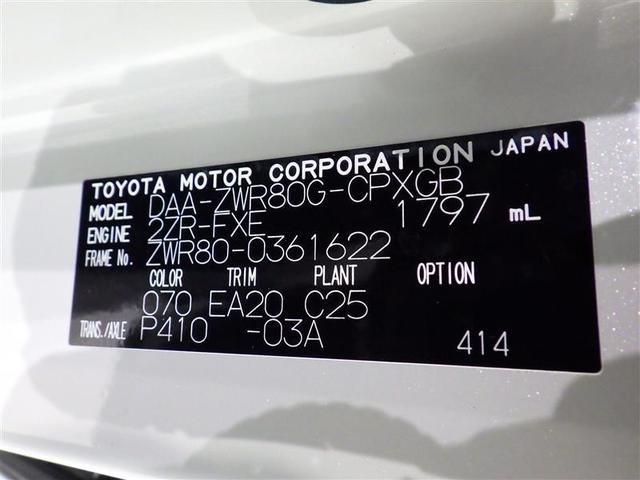 TOYOTA MOTOR CORPORATION JAPAN
MODEL DAA-ZWR80G-CPXGB
ENGINE 2ZR-FXE 1797 mL
FRAME No. ZWR80-0361622
COLOR TRIM PLANT OPTION
070 EA20 C25
TRANS./AXLE P410 -03A 414